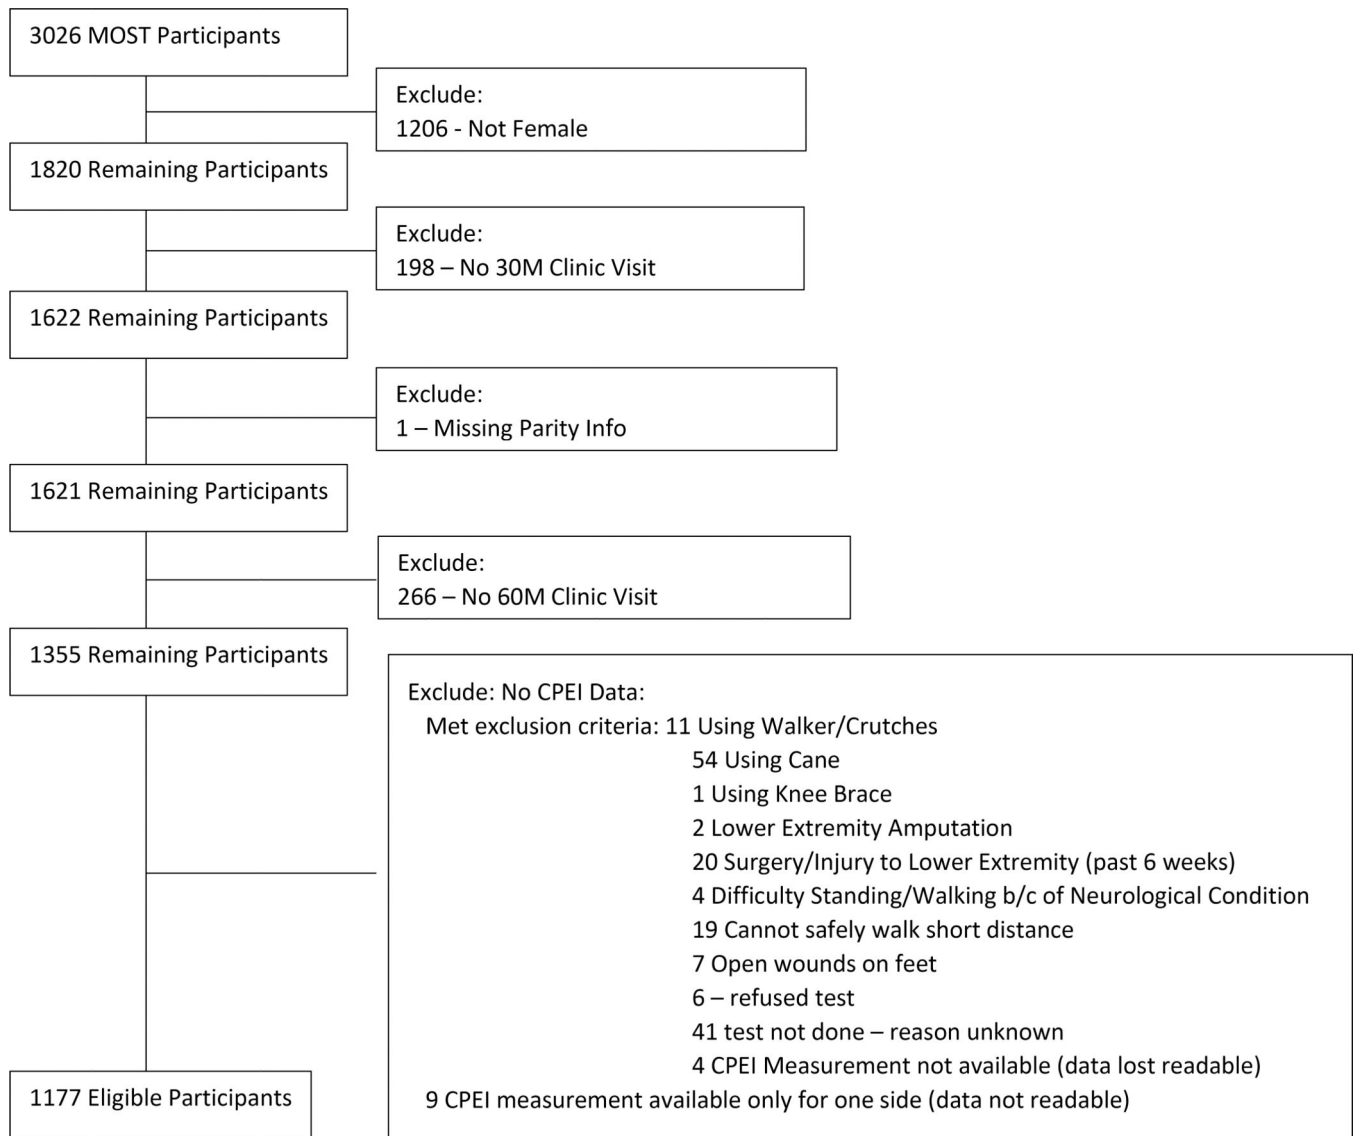 3026 MOST Participants
Exclude:
1206 - Not Female
1820 Remaining Participants
Exclude:
198 – No 30M Clinic Visit
1622 Remaining Participants
Exclude:
1 – Missing Parity Info
1621 Remaining Participants
Exclude:
266 – No 60M Clinic Visit
1355 Remaining Participants
Exclude: No CPEI Data:
Met exclusion criteria: 11 Using Walker/Crutches
54 Using Cane
1 Using Knee Brace
2 Lower Extremity Amputation
20 Surgery/Injury to Lower Extremity (past 6 weeks)
4 Difficulty Standing/Walking b/c of Neurological Condition
19 Cannot safely walk short distance
7 Open wounds on feet
6 – refused test
41 test not done – reason unknown
4 CPEI Measurement not available (data lost readable)
9 CPEI measurement available only for one side (data not readable)
1177 Eligible Participants